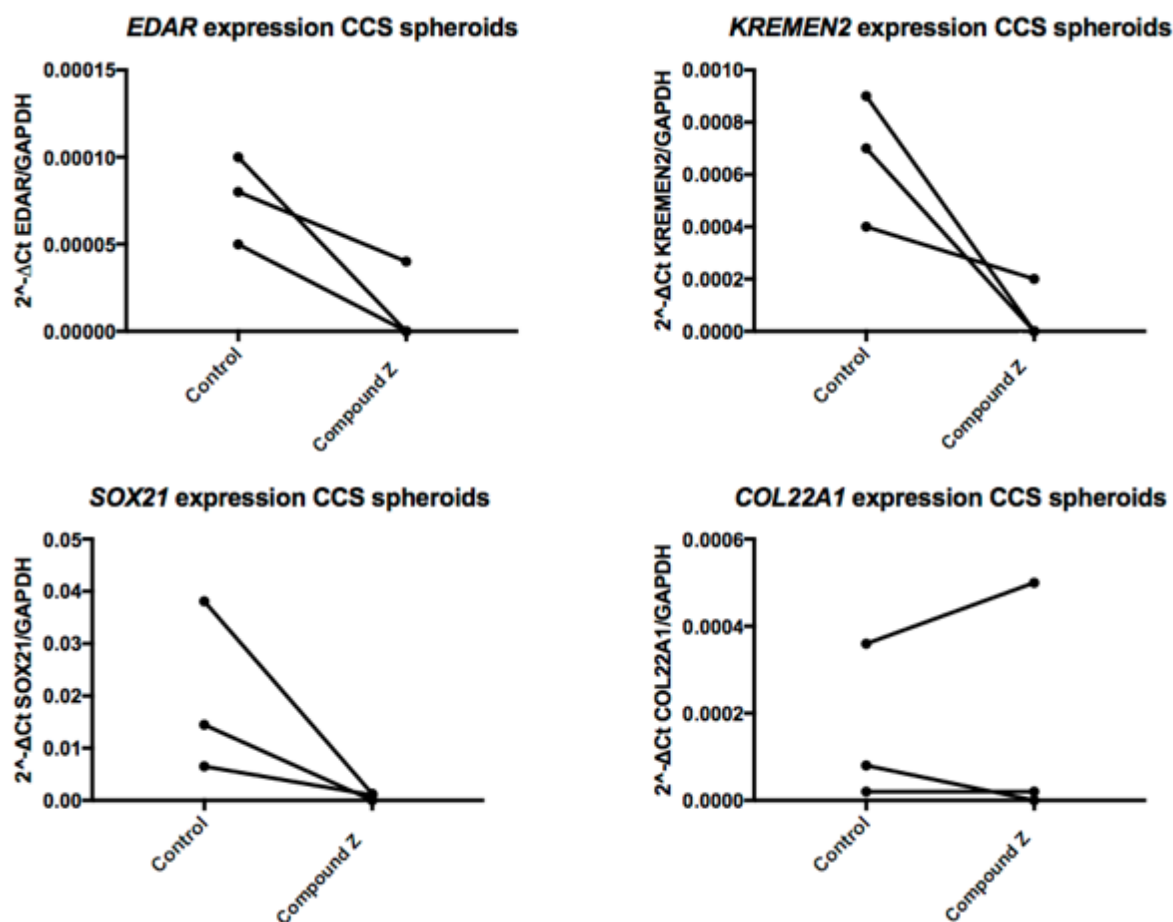 EDAR expression CCS spheroids
2^-ΔCt EDAR/GAPDH
0.00015
0.00010
0.00005
0.00000
Control
Compound Z
KREMEN2 expression CCS spheroids
2^-ΔCt KREMEN2/GAPDH
0.0010
0.0008
0.0006
0.0004
0.0002
0.0000
Control
Compound Z
SOX21 expression CCS spheroids
2^-ΔCt SOX21/GAPDH
0.05
0.04
0.03
0.02
0.01
0.00
Control
Compound Z
COL22A1 expression CCS spheroids
2^-ΔCt COL22A1/GAPDH
0.0006
0.0004
0.0002
0.0000
Control
Compound Z